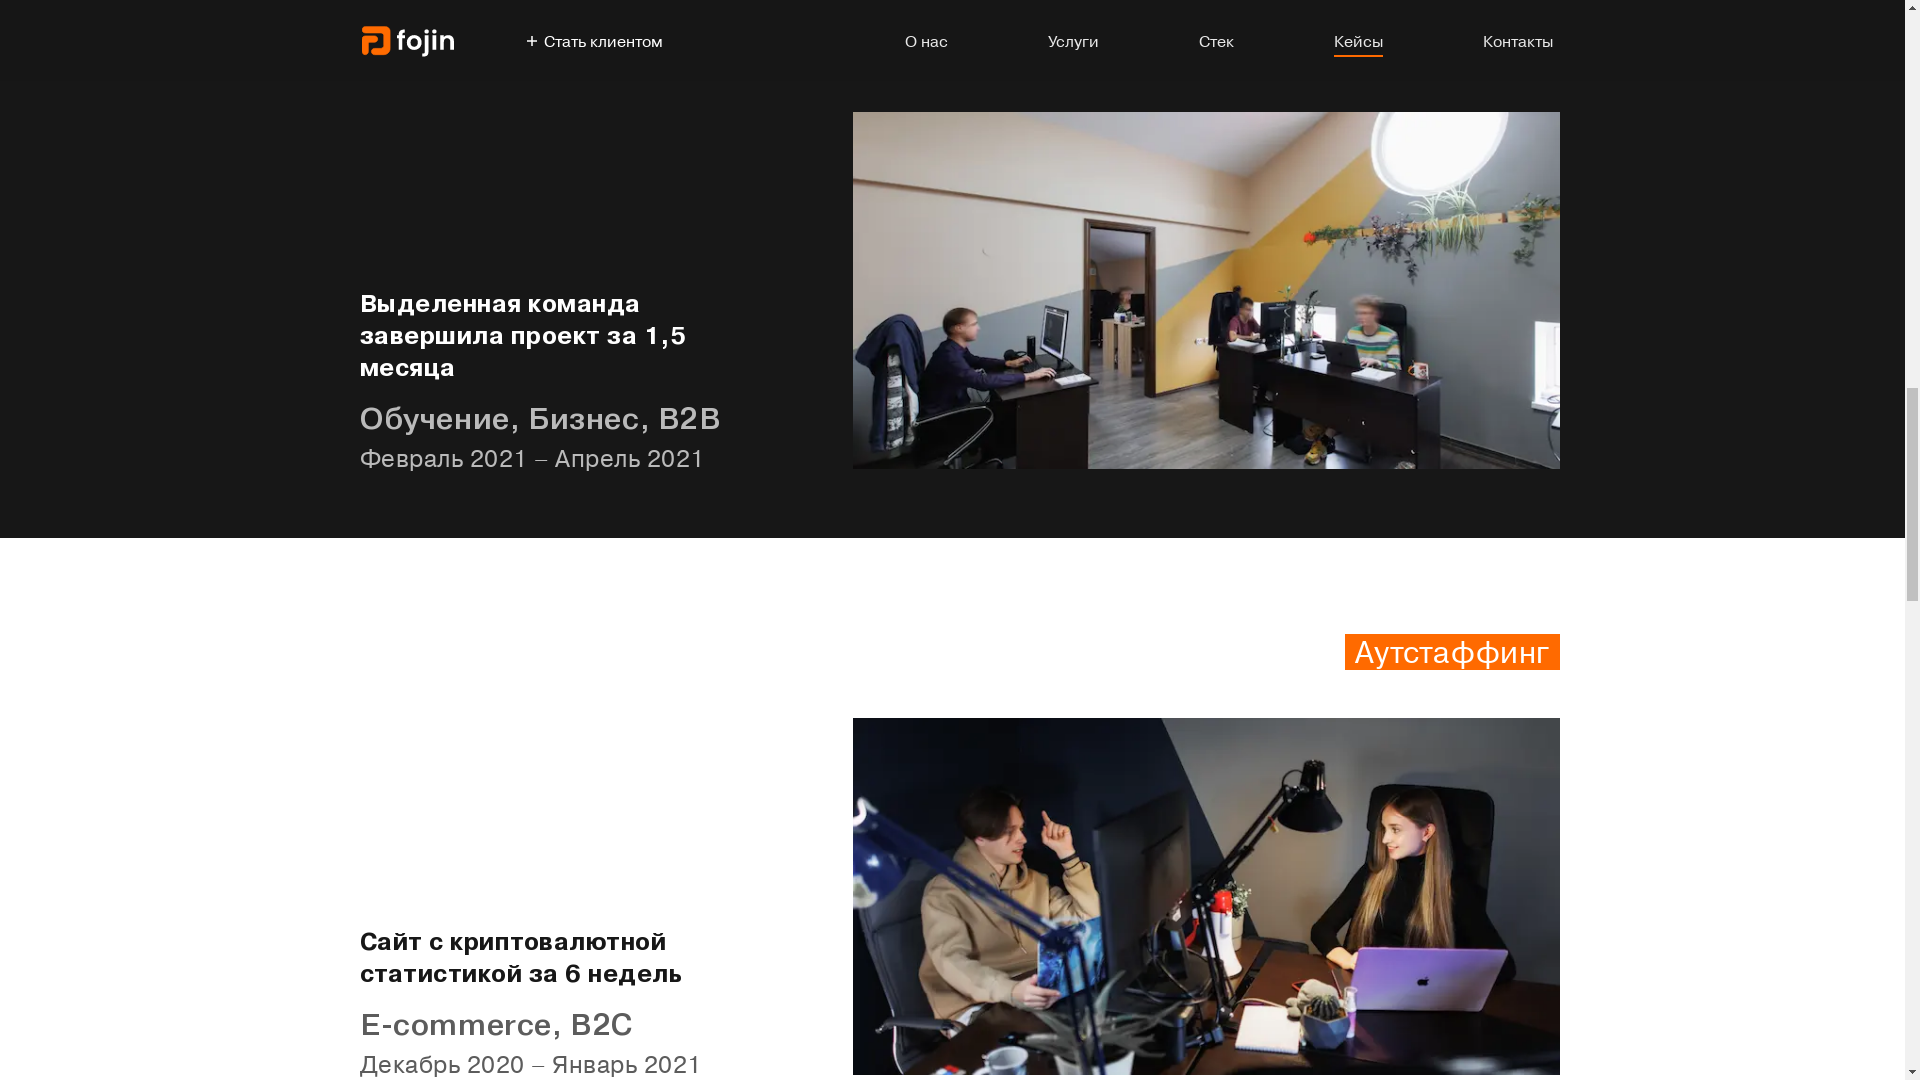 fojin
+ Стать клиентом
О нас
Услуги
Стек
Кейсы
Контакты
Выделенная команда
завершила проект за 1,5
месяца
Обучение, Бизнес, B2B
Февраль 2021 – Апрель 2021
Аутстаффинг
Сайт с криптовалютной
статистикой за 6 недель
E-commerce, B2C
Декабрь 2020 – Январь 2021